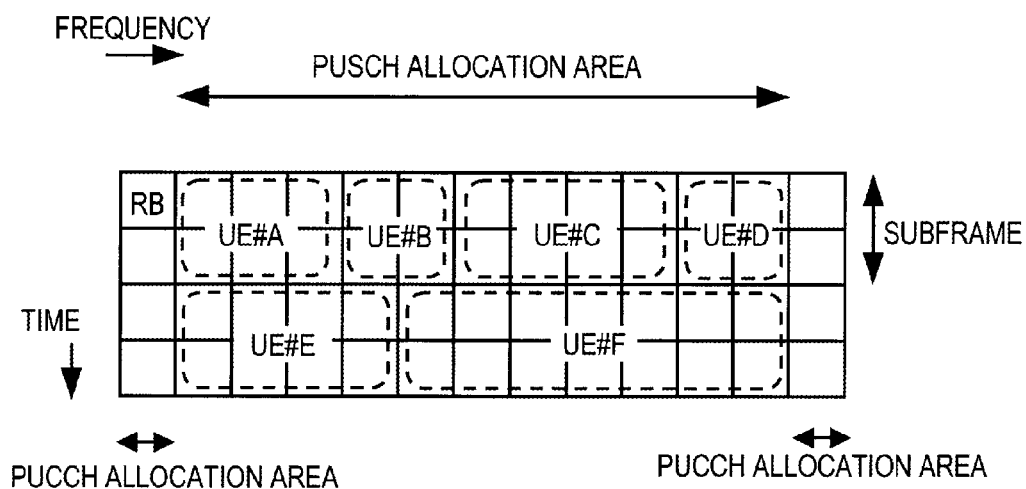 FREQUENCY
PUSCH ALLOCATION AREA
RB
UE#A
UE#B
UE#C
UE#D
SUBFRAME
TIME
UE#E
UE#F
PUCCH ALLOCATION AREA
PUCCH ALLOCATION AREA